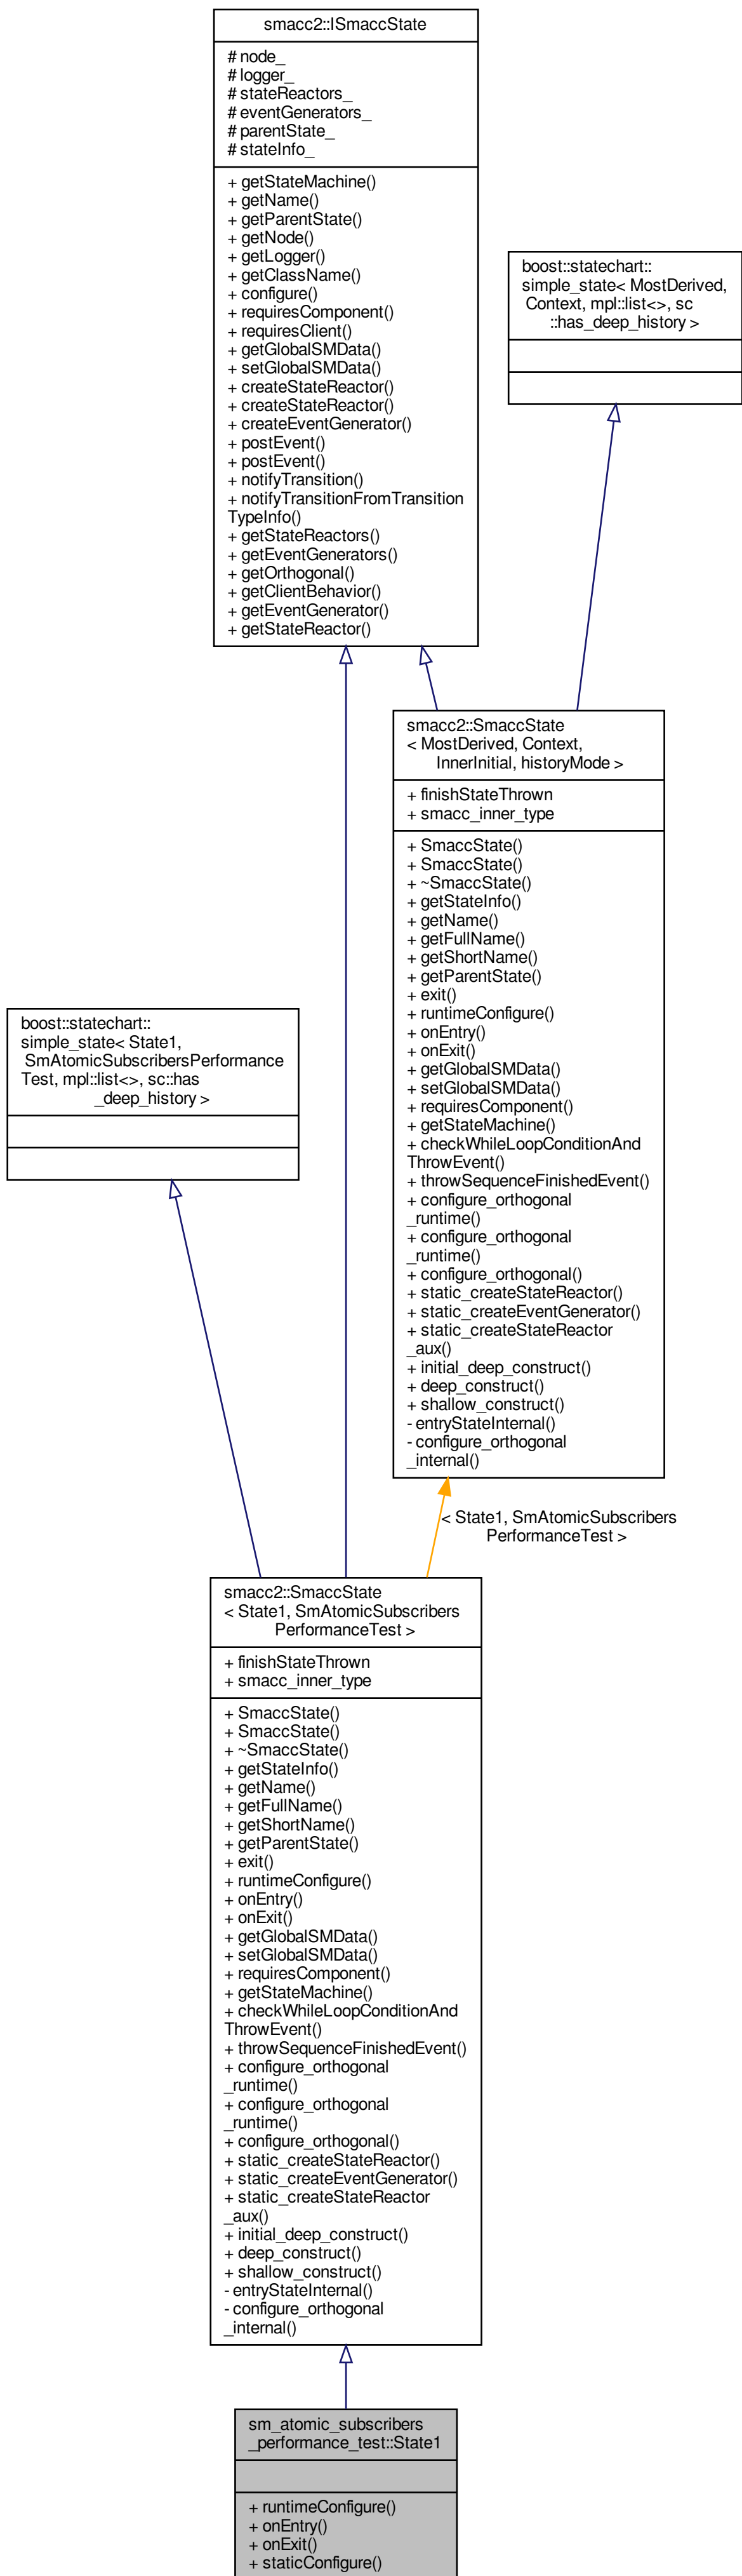 smacc2::ISmaccState
# node_
# logger_
# stateReactors_
# eventGenerators_
# parentState_
# stateInfo_
+ getStateMachine()
+ getName()
+ getParentState()
+ getNode()
+ getLogger()
+ getClassName()
+ configure()
+ requiresComponent()
+ requiresClient()
+ getGlobalSMData()
+ setGlobalSMData()
+ createStateReactor()
+ createStateReactor()
+ createEventGenerator()
+ postEvent()
+ postEvent()
+ notifyTransition()
+ notifyTransitionFromTransition
TypeInfo()
+ getStateReactors()
+ getEventGenerators()
+ getOrthogonal()
+ getClientBehavior()
+ getEventGenerator()
+ getStateReactor()
boost::statechart::
simple_state< MostDerived,
Context, mpl::list<>, sc
::has_deep_history >
smacc2::SmaccState
< MostDerived, Context,
InnerInitial, historyMode >
+ finishStateThrown
+ smacc_inner_type
+ SmaccState()
+ SmaccState()
+ ~SmaccState()
+ getStateInfo()
+ getName()
+ getFullName()
+ getShortName()
+ getParentState()
+ exit()
+ runtimeConfigure()
+ onEntry()
+ onExit()
+ getGlobalSMData()
+ setGlobalSMData()
+ requiresComponent()
+ getStateMachine()
+ checkWhileLoopConditionAnd
ThrowEvent()
+ throwSequenceFinishedEvent()
+ configure_orthogonal
_runtime()
+ configure_orthogonal
_runtime()
+ configure_orthogonal()
+ static_createStateReactor()
+ static_createEventGenerator()
+ static_createStateReactor
_aux()
+ initial_deep_construct()
+ deep_construct()
+ shallow_construct()
- entryStateInternal()
- configure_orthogonal
_internal()
boost::statechart::
simple_state< State1,
SmAtomicSubscribersPerformance
Test, mpl::list<>, sc::has
_deep_history >
< State1, SmAtomicSubscribers
PerformanceTest >
smacc2::SmaccState
< State1, SmAtomicSubscribers
PerformanceTest >
+ finishStateThrown
+ smacc_inner_type
+ SmaccState()
+ SmaccState()
+ ~SmaccState()
+ getStateInfo()
+ getName()
+ getFullName()
+ getShortName()
+ getParentState()
+ exit()
+ runtimeConfigure()
+ onEntry()
+ onExit()
+ getGlobalSMData()
+ setGlobalSMData()
+ requiresComponent()
+ getStateMachine()
+ checkWhileLoopConditionAnd
ThrowEvent()
+ throwSequenceFinishedEvent()
+ configure_orthogonal
_runtime()
+ configure_orthogonal
_runtime()
+ configure_orthogonal()
+ static_createStateReactor()
+ static_createEventGenerator()
+ static_createStateReactor
_aux()
+ initial_deep_construct()
+ deep_construct()
+ shallow_construct()
- entryStateInternal()
- configure_orthogonal
_internal()
sm_atomic_subscribers
_performance_test::State1
+ runtimeConfigure()
+ onEntry()
+ onExit()
+ staticConfigure()